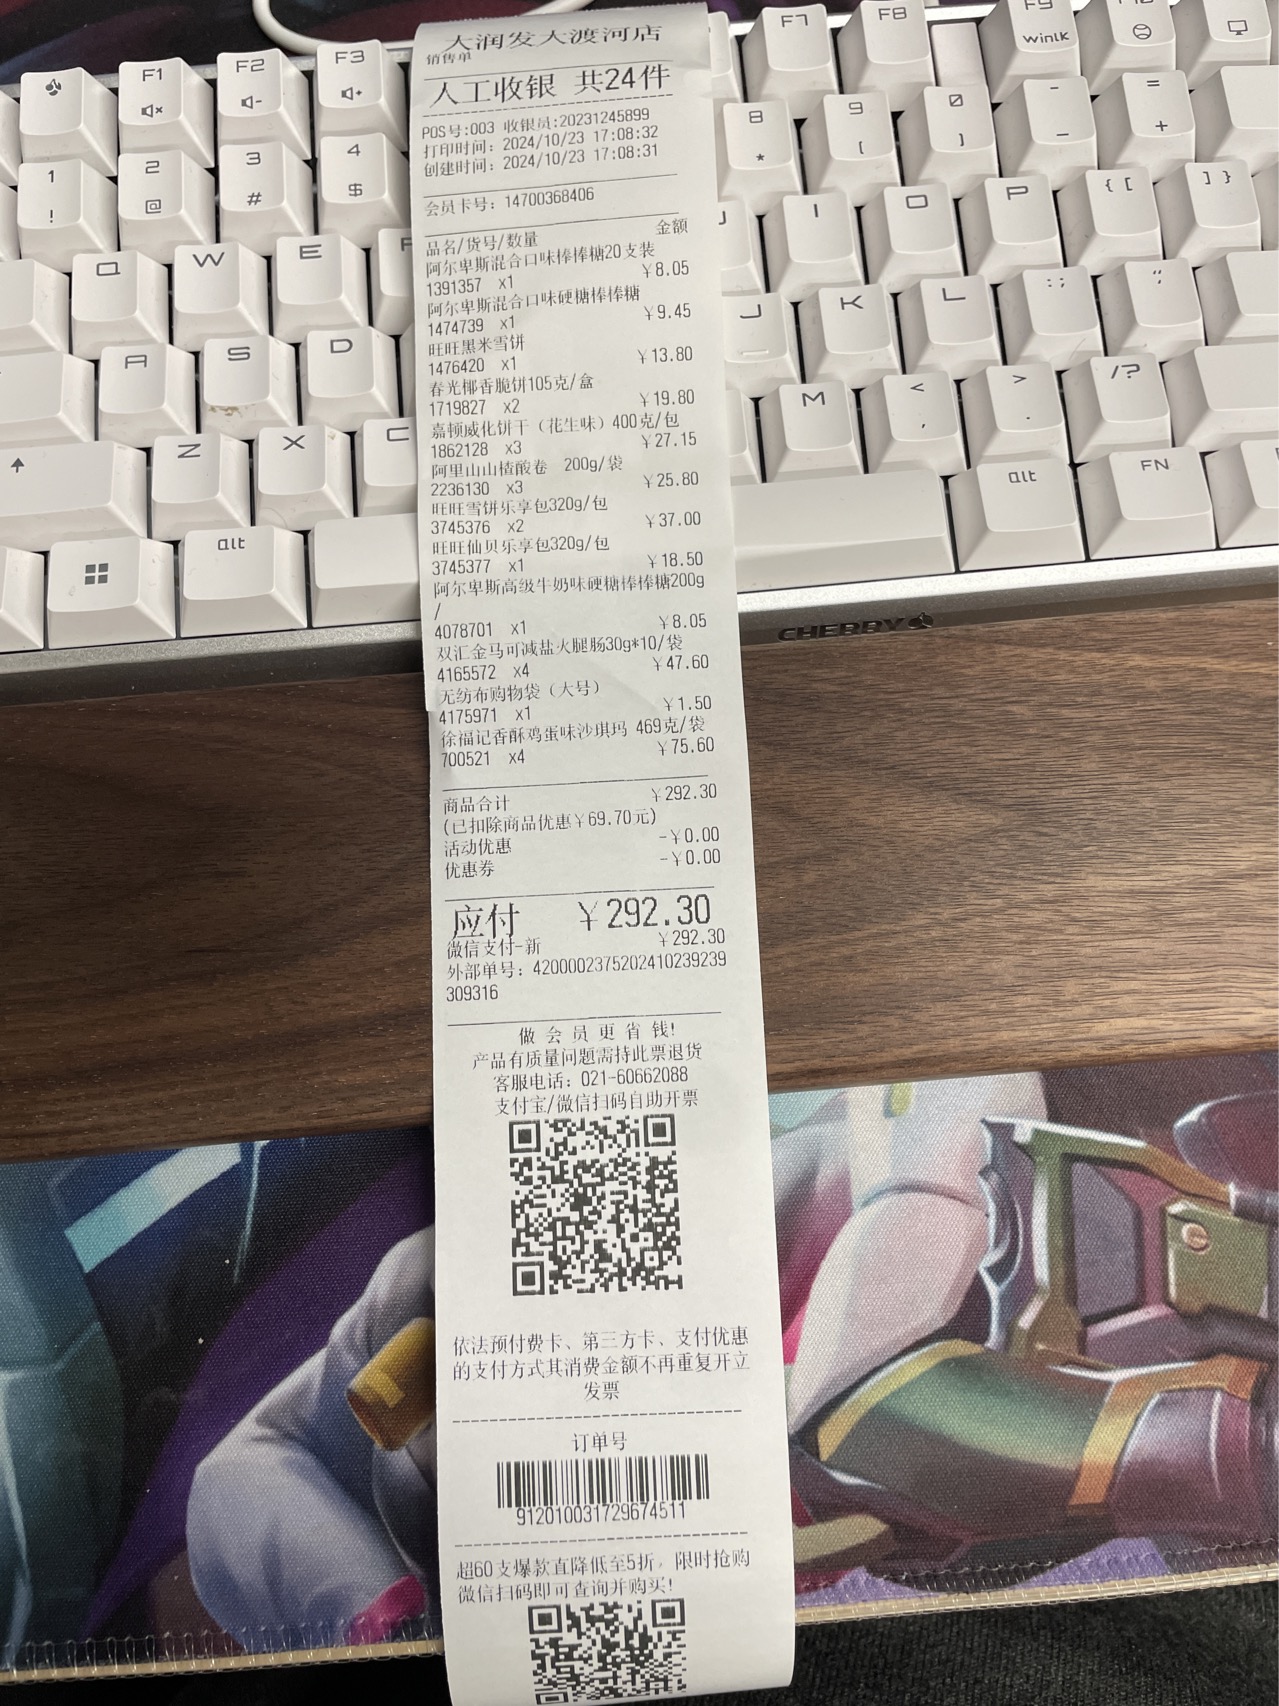 大润发大渡河店
销售单
人工收银 共24件
POS号:003 收银员:20231245899
打印时间: 2024/10/23 17:08:32
创建时间: 2024/10/23 17:08:31
会员卡号: 14700368406
品名/货号/数量 金额
阿尔卑斯混合口味棒棒糖20支装
1391357 x1 ¥8.05
阿尔卑斯混合口味硬糖棒棒糖
1474739 x1 ¥9.45
旺旺黑米雪饼
1476420 x1 ¥13.80
春光椰香脆饼105克/盒
1719827 x2 ¥19.80
嘉顿威化饼干（花生味）400克/包
1862128 x3 ¥27.15
阿里山山楂酸卷 200g/袋
2236130 x3 ¥25.80
旺旺雪饼乐享包320g/包
3745376 x2 ¥37.00
旺旺仙贝乐享包320g/包
3745377 x1 ¥18.50
阿尔卑斯高级牛奶味硬糖棒棒糖200g
/
4078701 x1 ¥8.05
双汇金马可减盐火腿肠30g*10/袋
4165572 x4 ¥47.60
无纺布购物袋（大号）
4175971 x1 ¥1.50
徐福记香酥鸡蛋味沙琪玛 469克/袋
700521 x4 ¥75.60
商品合计 ¥292.30
(已扣除商品优惠¥69.70元)
活动优惠 -¥0.00
优惠券 -¥0.00
应付 ¥292.30
微信支付-新 ¥292.30
外部单号: 4200002375202410239239
309316
做会员更省钱!
产品有质量问题需持此票退货
客服电话: 021-60662088
支付宝/微信扫码自助开票
依法预付费卡、第三方卡、支付优惠
的支付方式其消费金额不再重复开立
发票
订单号
912010031729674511
超60支爆款直降低至5折，限时抢购
微信扫码即可查询并购买!
F1 F2 F3 F7 F8 F9
winlk
1 ! 2 @ 3 # 4 $ 8 * 9 ( 0 ) - _ = +
Q W E I O P { [ ] }
A S D J K L : ;
Z X C M < , > . / ?
alt alt FN
CHERRY